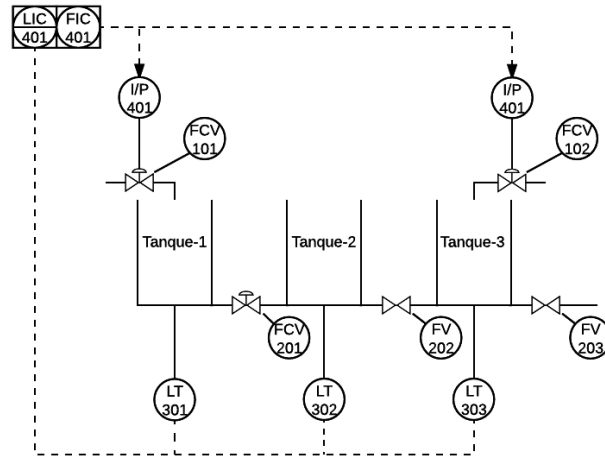 LIC
401
FIC
401
I/P
401
I/P
401
FCV
101
FCV
102
Tanque-1
Tanque-2
Tanque-3
FCV
201
FV
202
FV
203
LT
301
LT
302
LT
303